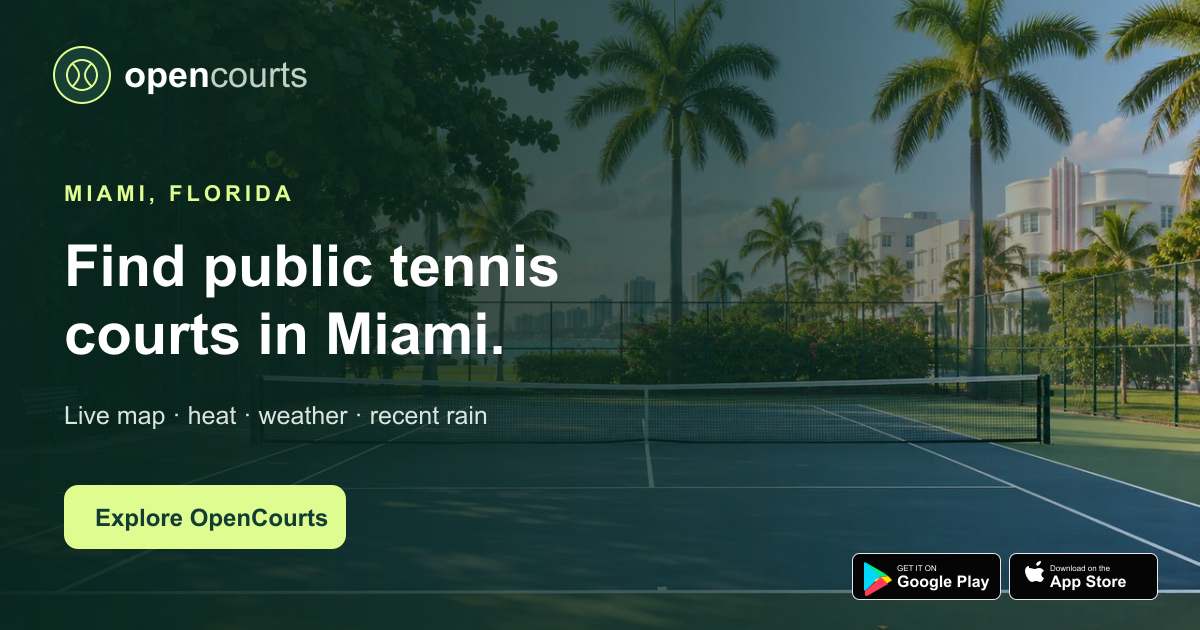 opencourts
MIAMI, FLORIDA
Find public tennis
courts in Miami.
Live map · heat · weather · recent rain
Explore OpenCourts
GET IT ON
Google Play
Download on the
App Store